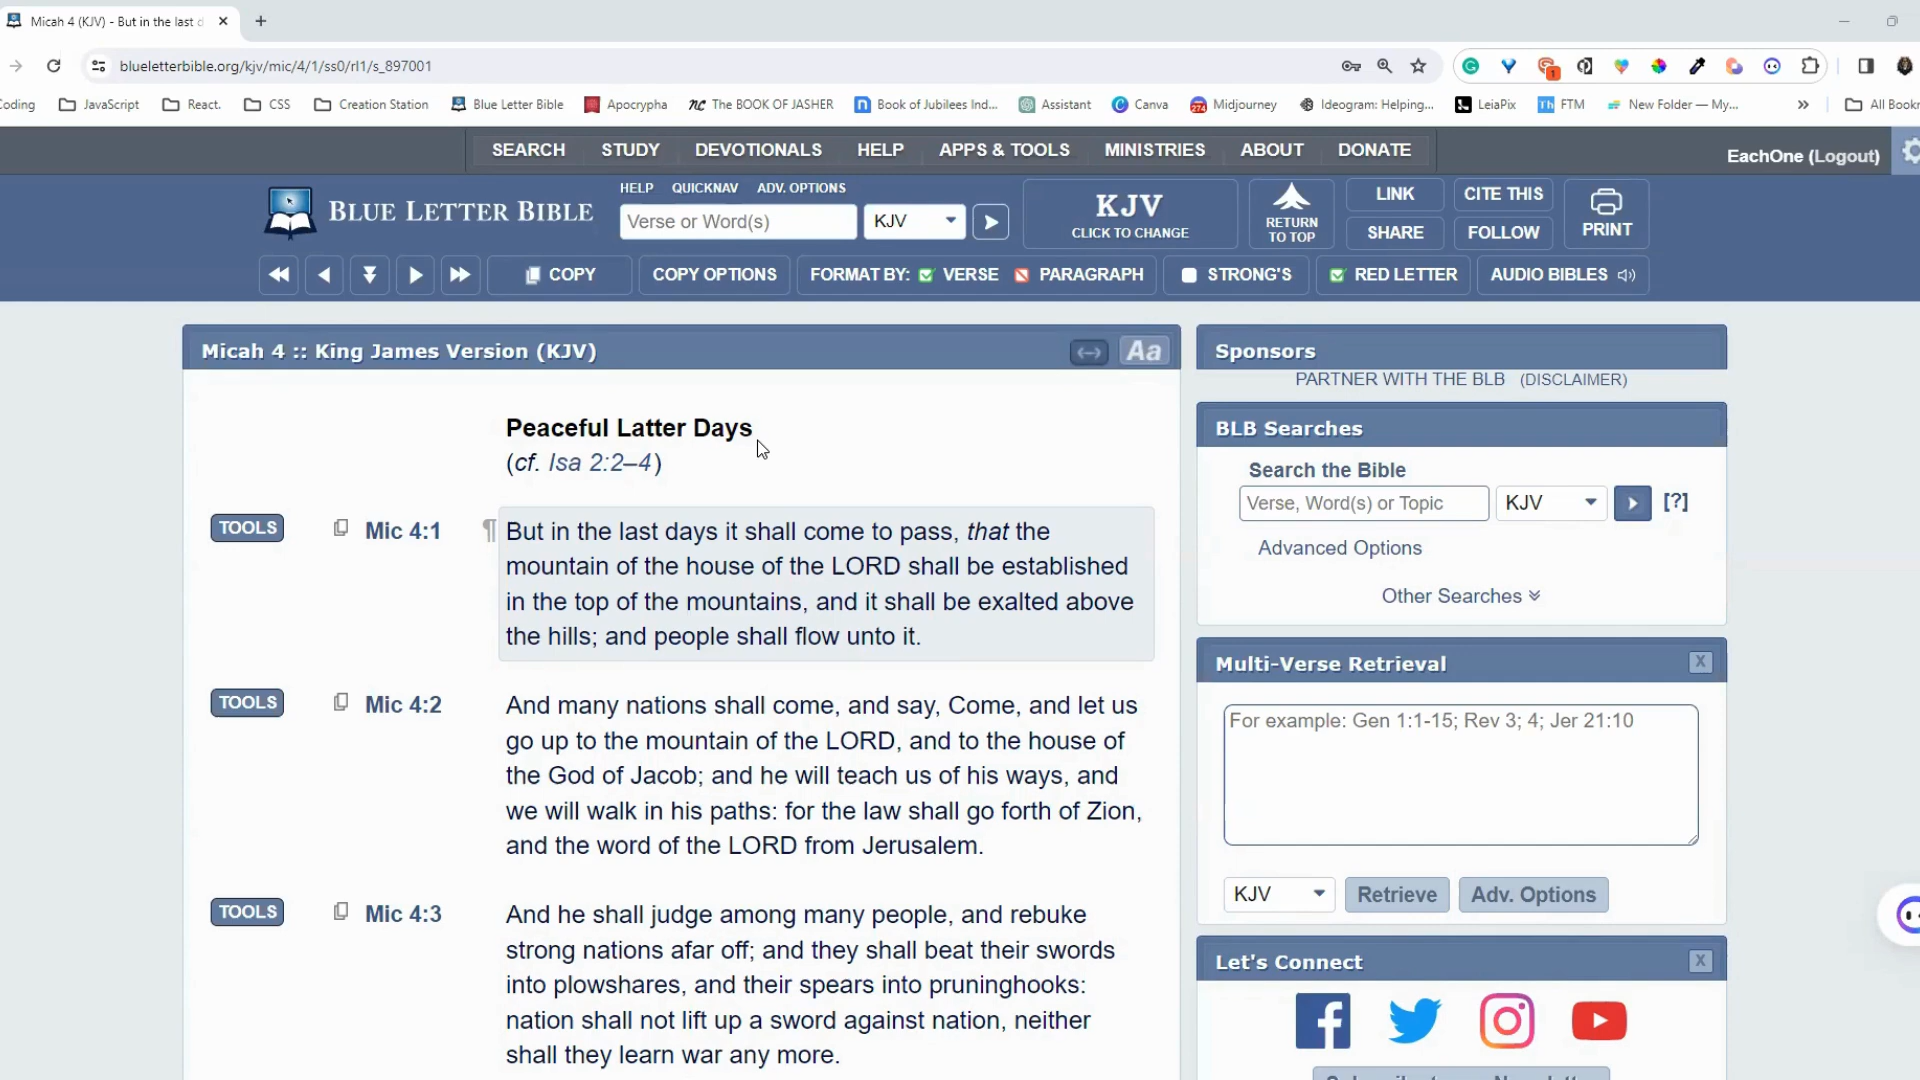 Micah 4 (KJV) - But in the last d
blueletterbible.org/kjv/mic/4/1/ss0/rl1/s_897001
1
Coding JavaScript React. CSS Creation Station Blue Letter Bible Apocrypha The BOOK OF JASHER Book of Jubilees Ind... Assistant Canva Midjourney Ideogram: Helping... LeiaPix FTM New Folder — My... » All Bookr
SEARCH STUDY DEVOTIONALS HELP APPS & TOOLS MINISTRIES ABOUT DONATE
EachOne (Logout)
BLUE LETTER BIBLE
HELP QUICKNAV ADV. OPTIONS
Verse or Word(s) KJV
KJV
CLICK TO CHANGE
RETURN
TO TOP
LINK CITE THIS
SHARE FOLLOW
PRINT
COPY COPY OPTIONS FORMAT BY: VERSE PARAGRAPH STRONG'S RED LETTER AUDIO BIBLES
Micah 4 :: King James Version (KJV) Aa
Peaceful Latter Days
(cf. Isa 2:2–4)
TOOLS Mic 4:1 ¶ But in the last days it shall come to pass, that the
mountain of the house of the LORD shall be established
in the top of the mountains, and it shall be exalted above
the hills; and people shall flow unto it.
TOOLS Mic 4:2 And many nations shall come, and say, Come, and let us
go up to the mountain of the LORD, and to the house of
the God of Jacob; and he will teach us of his ways, and
we will walk in his paths: for the law shall go forth of Zion,
and the word of the LORD from Jerusalem.
TOOLS Mic 4:3 And he shall judge among many people, and rebuke
strong nations afar off; and they shall beat their swords
into plowshares, and their spears into pruninghooks:
nation shall not lift up a sword against nation, neither
shall they learn war any more.
Sponsors
PARTNER WITH THE BLB (DISCLAIMER)
BLB Searches
Search the Bible
Verse, Word(s) or Topic KJV [?]
Advanced Options
Other Searches
Multi-Verse Retrieval X
For example: Gen 1:1-15; Rev 3; 4; Jer 21:10
KJV Retrieve Adv. Options
Let's Connect X